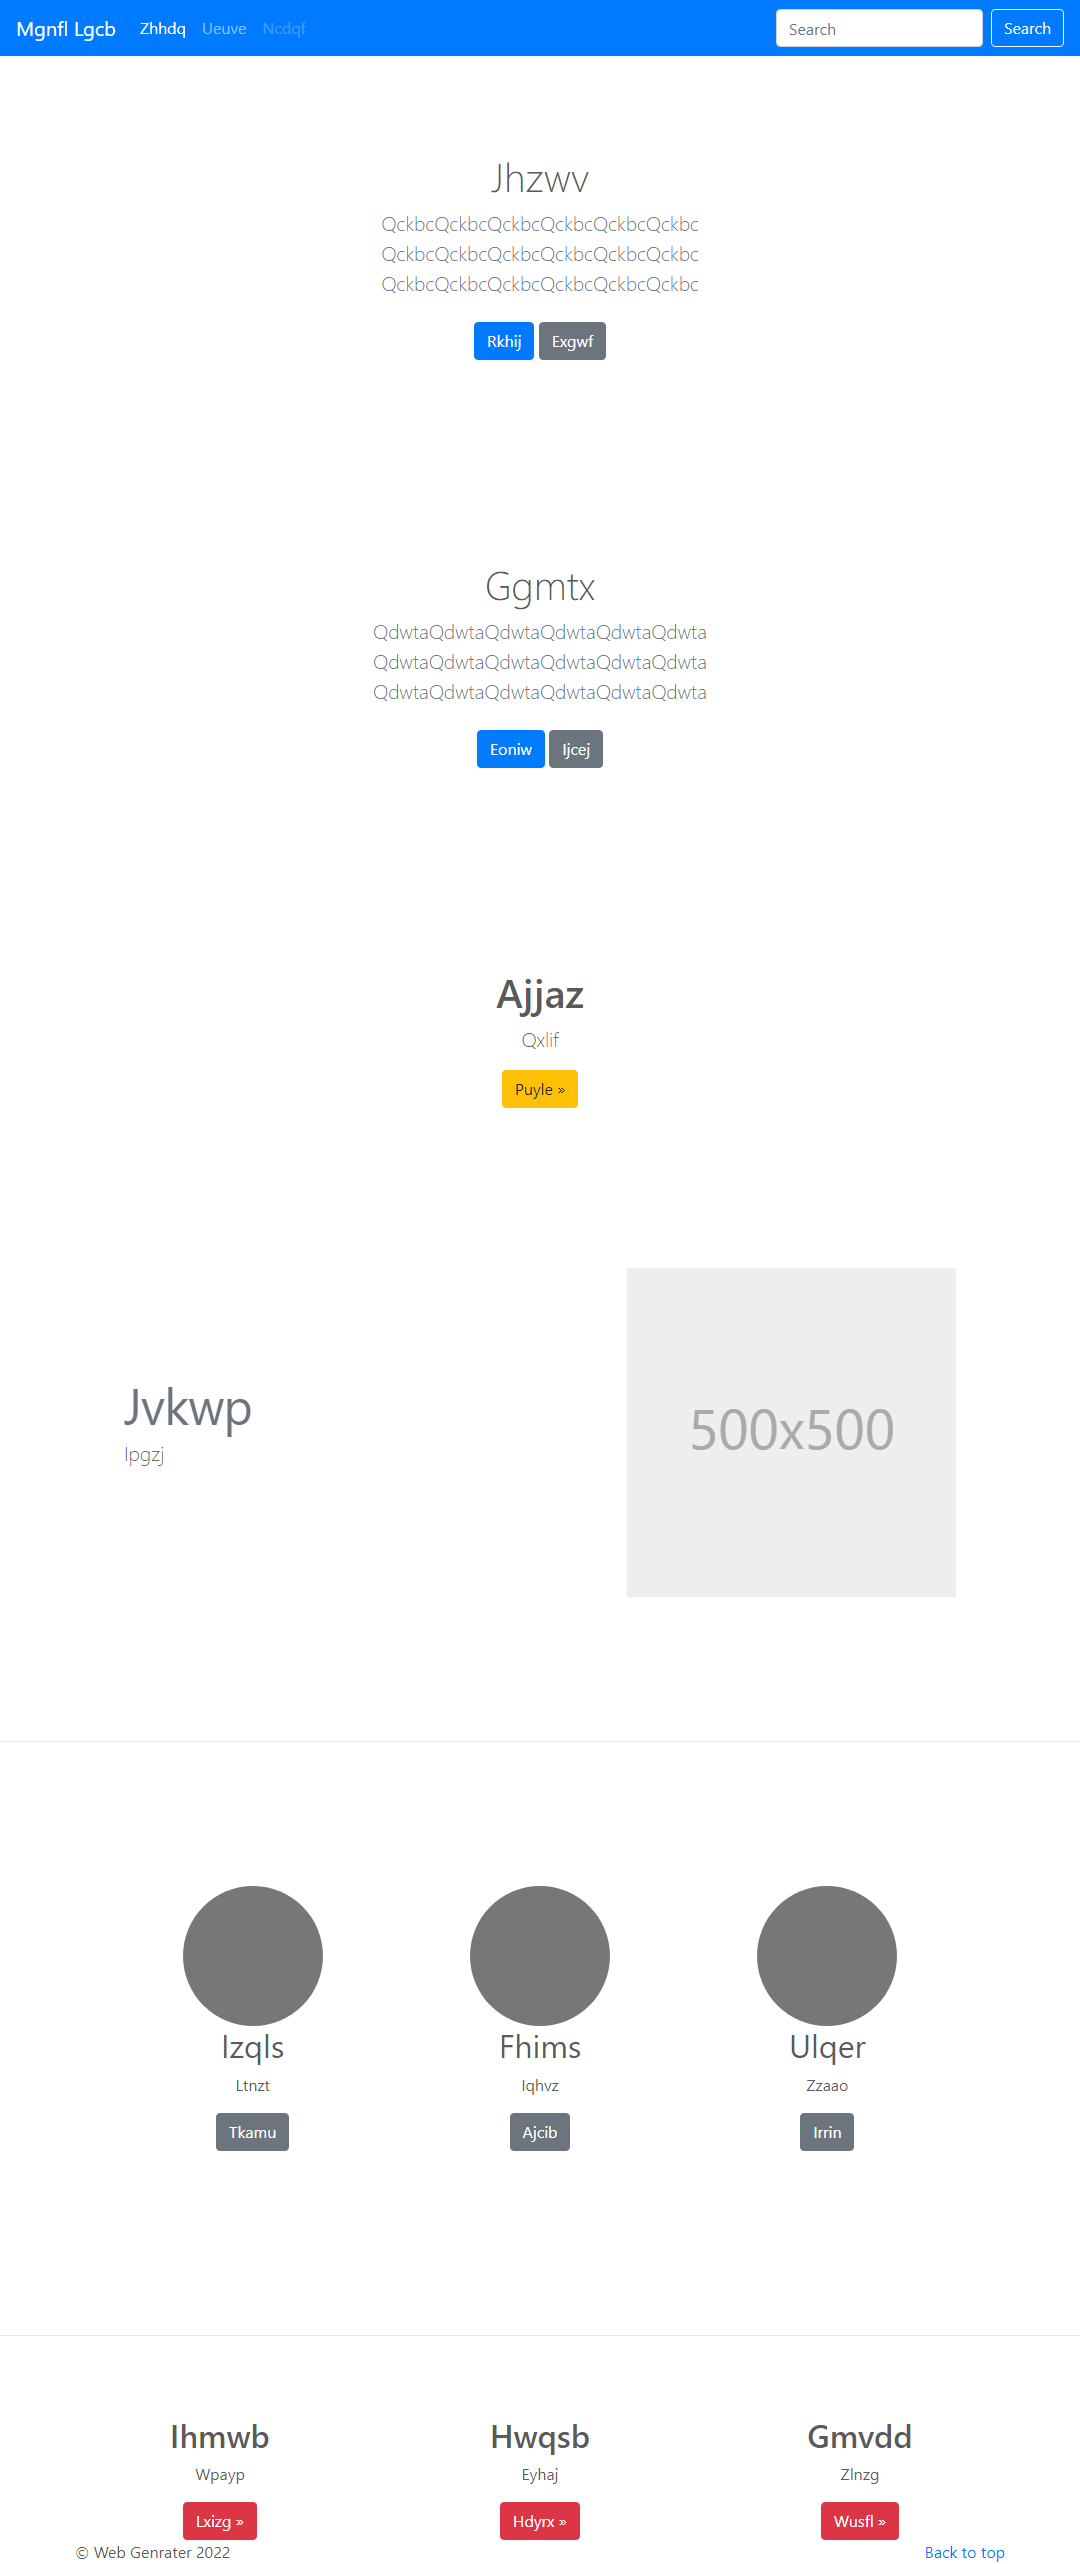 Mgnfl Lgcb Zhhdq Ueuve Ncdqf Search Search
Jhzwv
QckbcQckbcQckbcQckbcQckbcQckbc
QckbcQckbcQckbcQckbcQckbcQckbc
QckbcQckbcQckbcQckbcQckbcQckbc
Rkhij Exgwf
Ggmtx
QdwtaQdwtaQdwtaQdwtaQdwtaQdwta
QdwtaQdwtaQdwtaQdwtaQdwtaQdwta
QdwtaQdwtaQdwtaQdwtaQdwtaQdwta
Eoniw Ijcej
Ajjaz
Qxlif
Puyle »
Jvkwp
Ipgzj
500x500
Izqls Fhims Ulqer
Ltnzt Iqhvz Zzaao
Tkamu Ajcib Irrin
Ihmwb Hwqsb Gmvdd
Wpayp Eyhaj Zlnzg
Lxizg » Hdyrx » Wusfl »
© Web Genrater 2022 Back to top